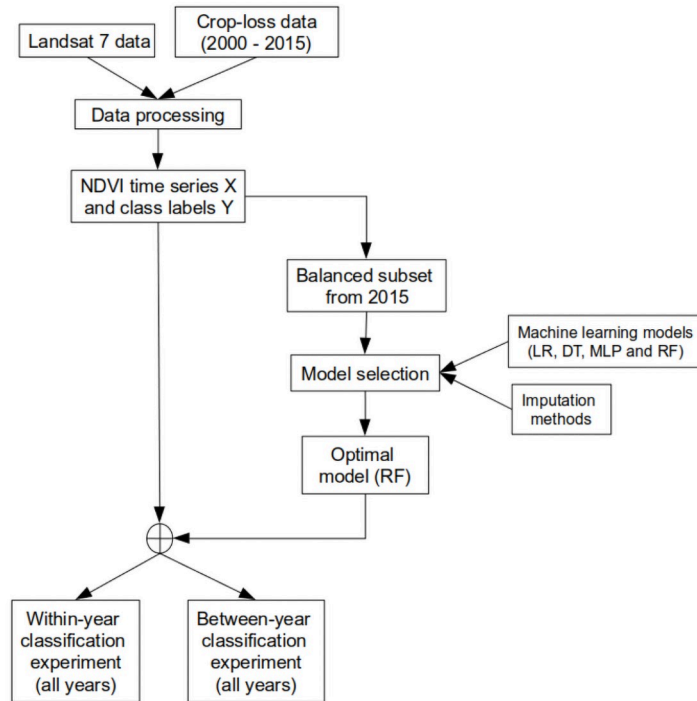 Landsat 7 data
Crop-loss data
(2000 - 2015)
Data processing
NDVI time series X
and class labels Y
Balanced subset
from 2015
Machine learning models
(LR, DT, MLP and RF)
Model selection
Imputation
methods
Optimal
model (RF)
Within-year
classification
experiment
(all years)
Between-year
classification
experiment
(all years)